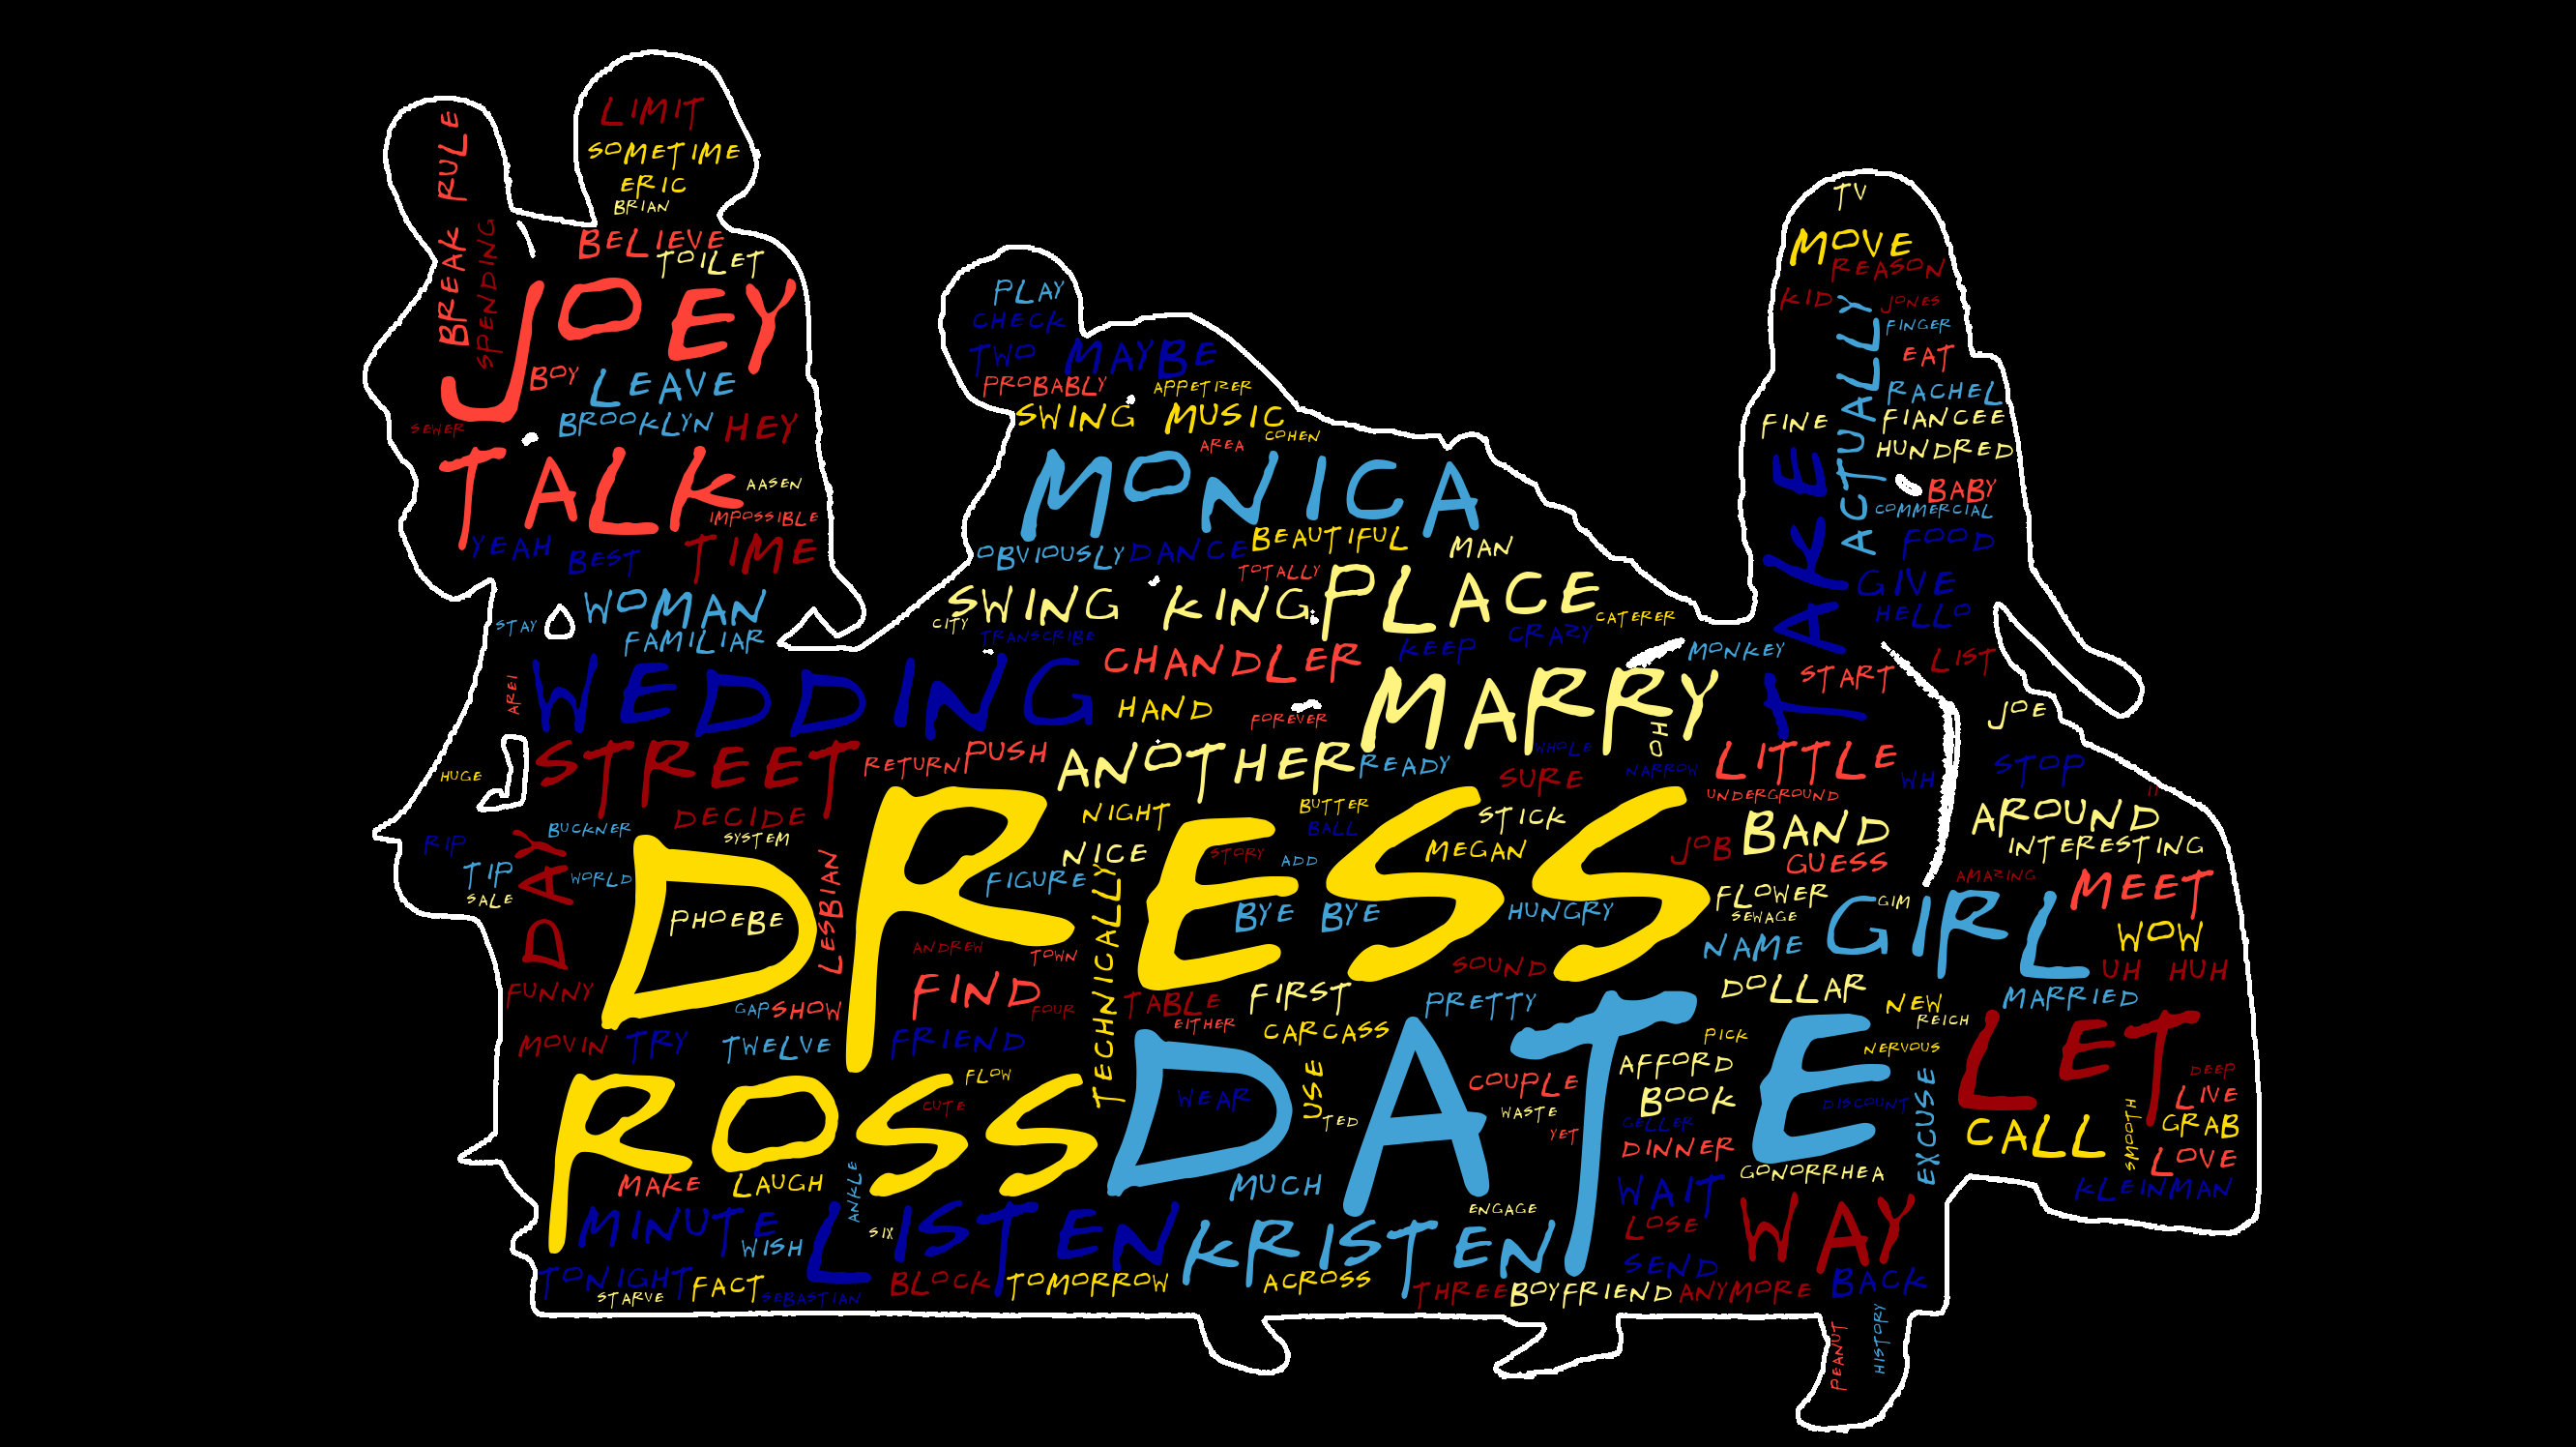 LIMIT
SOMETIME
ERIC
BRIAN
BREAK RULE
SPENDING
BELIEVE
TOILET
JOEY
BOY
LEAVE
BROOKLYN
HEY
SEWER
TALK
AASEN
IMPOSSIBLE
YEAH
BEST
TIME
WOMAN
STAY
FAMILIAR
PLAY
CHECK
TWO
MAYBE
PROBABLY
APPETIZER
SWING MUSIC
AREA
COHEN
MONICA
OBVIOUSLY
DANCE
BEAUTIFUL
MAN
TOTALLY
SWING KING
PLACE
CITY
TRANSCRIBE
CATERER
KEEP
CRAZY
TV
MOVE
REASON
KID
JONES
ACTUALLY
FINGER
EAT
RACHEL
FINE
FIANCEE
HUNDRED
TAKE
BABY
COMMERCIAL
FOOD
GIVE
HELLO
MONKEY
START
LIST
JOE
AREI
WEDDING
CHANDLER
HAND
FOREVER
MARRY
OH
STREET
RETURN
PUSH
ANOTHER
READY
WHOLE
SURE
NARROW
LITTLE
WH
STOP
HUGE
UNDERGROUND
DECIDE
SYSTEM
BUCKNER
NIGHT
BUTTER
BALL
STICK
JOB
BAND
AROUND
INTERESTING
RIP
TIP
DAY
WORLD
SALE
DRESS
PHOEBE
LESBIAN
NICE
FIGURE
TECHNICALLY
STORY
ADD
MEGAN
GUESS
AMAZING
MEET
BYE BYE
HUNGRY
FLOWER
SEWAGE
GIM
GIRL
NAME
WOW
UH HUH
ANDREW
TOWN
FUNNY
GAP
SHOW
FIND
FOUR
TABLE
FIRST
SOUND
PRETTY
DOLLAR
NEW
REICH
MARRIED
EITHER
CARCASS
MOVIN
TRY
TWELVE
FRIEND
PICK
NERVOUS
LET
DATE
ROSS
FLOW
CUTE
WEAR
USE
TED
COUPLE
WASTE
YET
AFFORD
BOOK
GELLER
DINNER
DISCOUNT
EXCUSE
DEEP
LIVE
CALL
SMOOTH
GRAB
LOVE
KLEINMAN
GONORRHEA
MAKE
LAUGH
ANKLE
MUCH
ENGAGE
WAIT
LOSE
WAY
MINUTE
WISH
LISTEN
SIX
KRISTEN
SEND
TONIGHT
STARVE
FACT
SEBASTIAN
BLOCK
TOMORROW
ACROSS
THREE
BOYFRIEND
ANYMORE
BACK
PEANUT
HISTORY